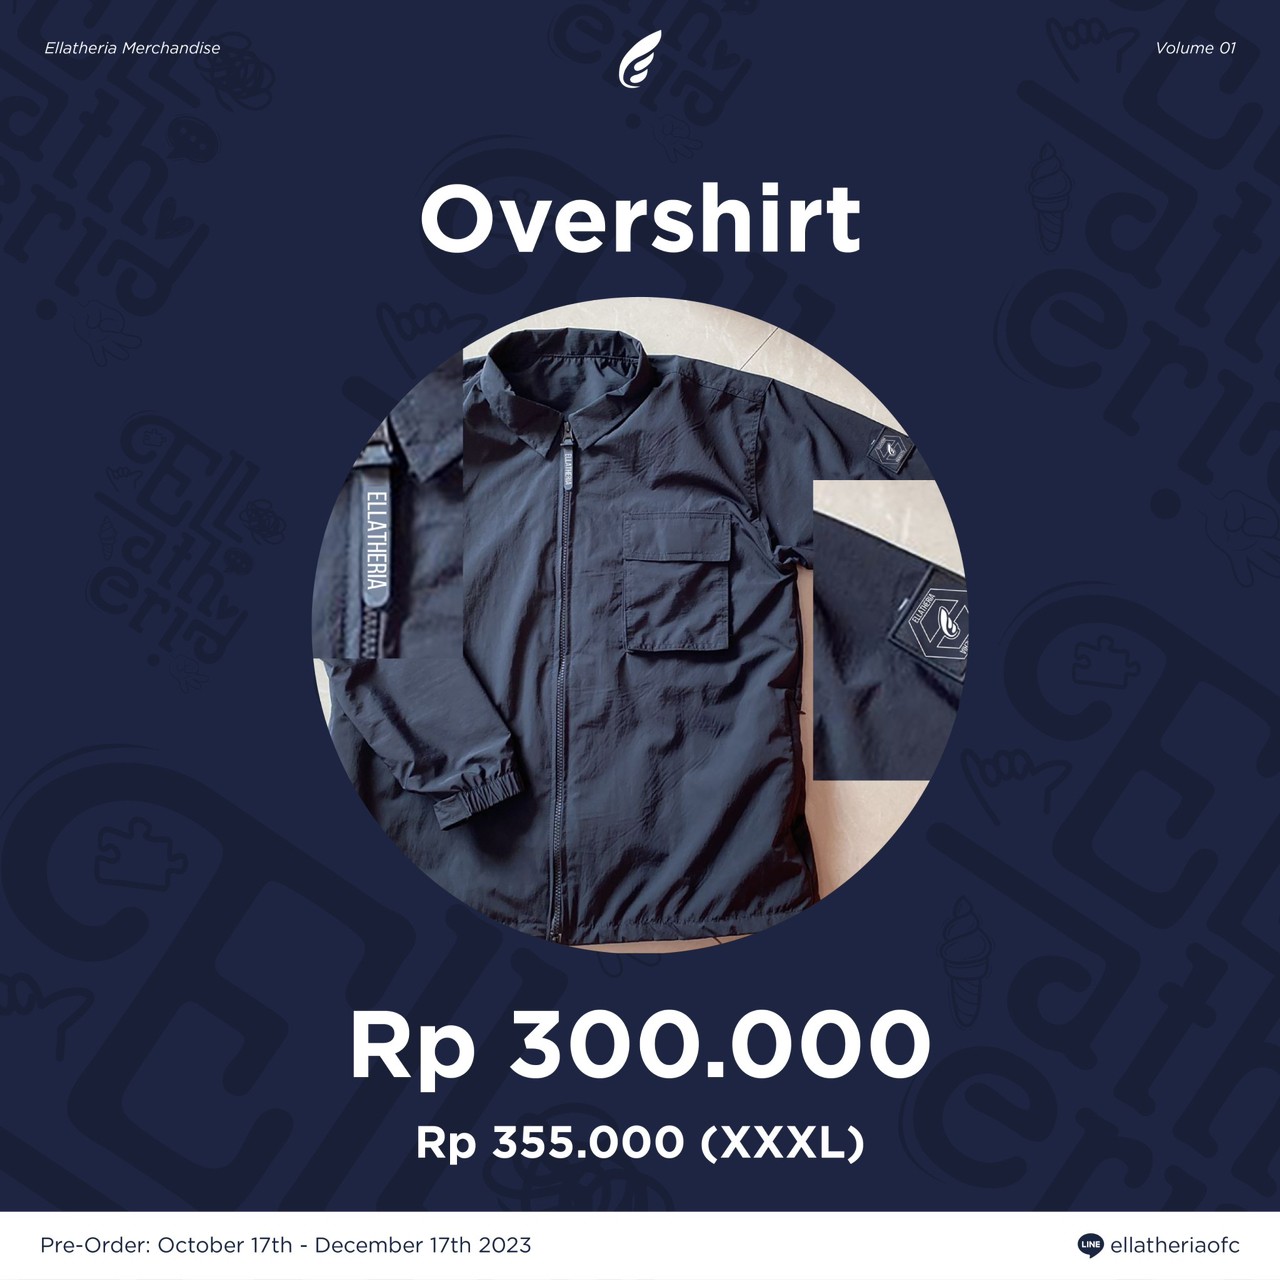 Ellatheria Merchandise
Volume 01
Overshirt
ELLATHERIA
ELLATHERIA
ELLATHERIA
Rp 300.000
Rp 355.000 (XXXL)
Pre-Order: October 17th - December 17th 2023
LINE
ellatheriaofc